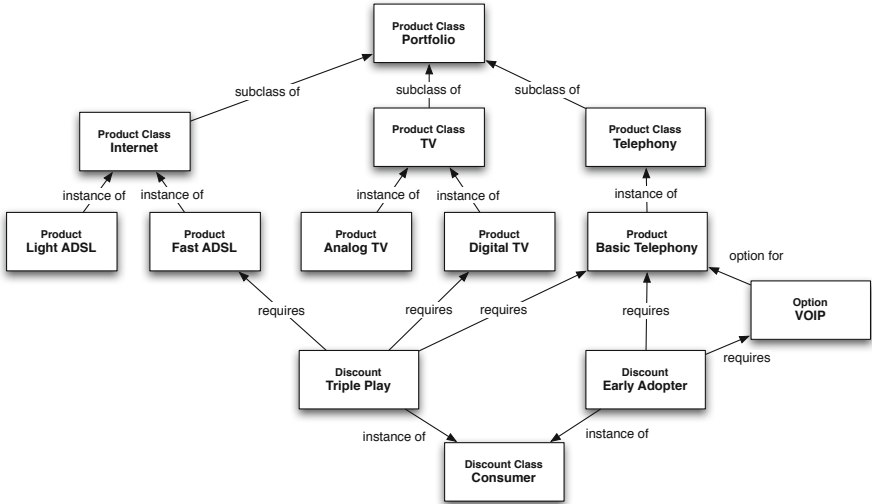 Product Class
Portfolio
subclass of
subclass of
subclass of
Product Class
Internet
Product Class
TV
Product Class
Telephony
instance of
instance of
instance of
instance of
instance of
Product
Light ADSL
Product
Fast ADSL
Product
Analog TV
Product
Digital TV
Product
Basic Telephony
option for
Option
VOIP
requires
requires
requires
requires
requires
Discount
Triple Play
Discount
Early Adopter
instance of
instance of
Discount Class
Consumer